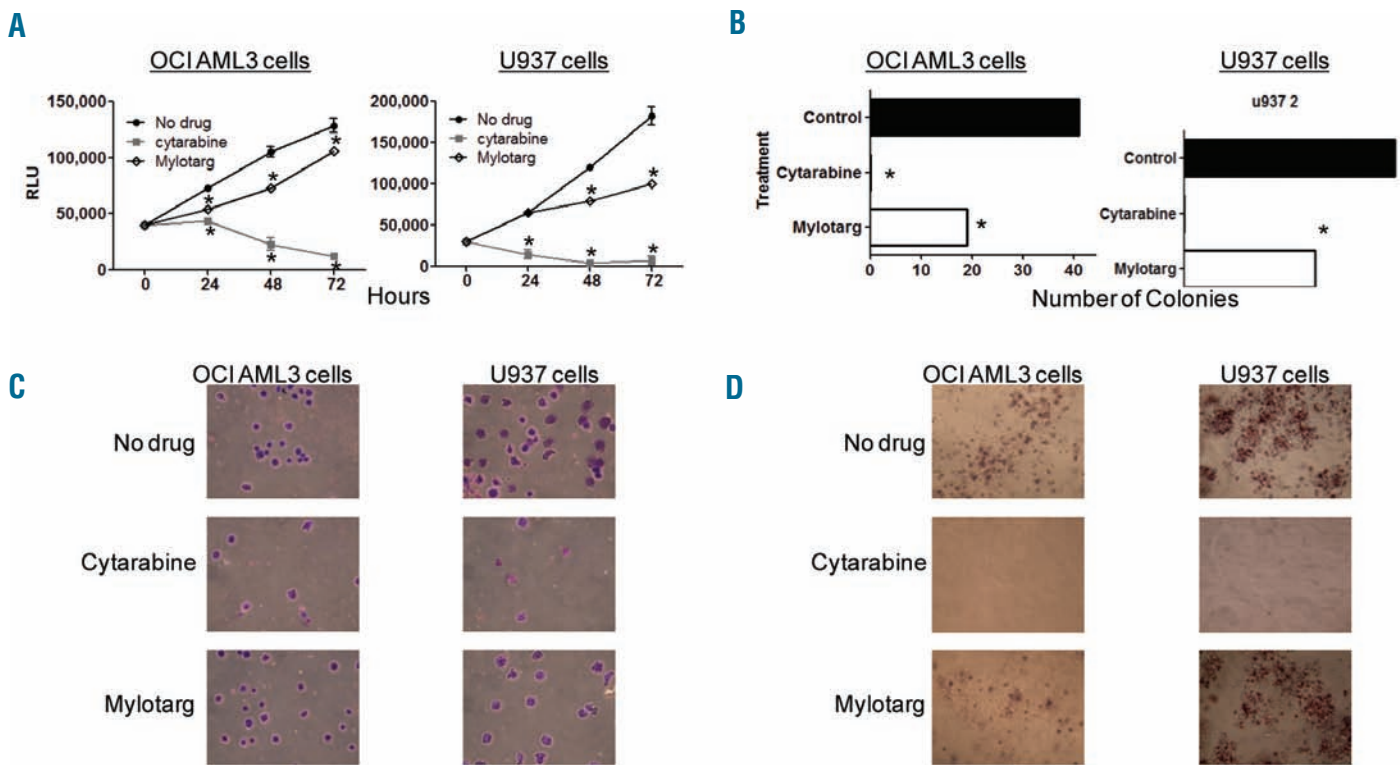 A
OCI AML3 cells
U937 cells
RLU
150,000
100,000
50,000
0
No drug
cytarabine
Mylotarg
*
*
*
*
*
*
0
24
48
72
200,000
150,000
100,000
50,000
0
No drug
cytarabine
Mylotarg
*
*
*
*
*
0
24
48
72
Hours
B
OCI AML3 cells
U937 cells
u937 2
Treatment
Control
Cytarabine
*
Mylotarg
*
0
10
20
30
40
Control
Cytarabine
*
Mylotarg
Number of Colonies
C
OCI AML3 cells
U937 cells
No drug
Cytarabine
Mylotarg
D
OCI AML3 cells
U937 cells
No drug
Cytarabine
Mylotarg